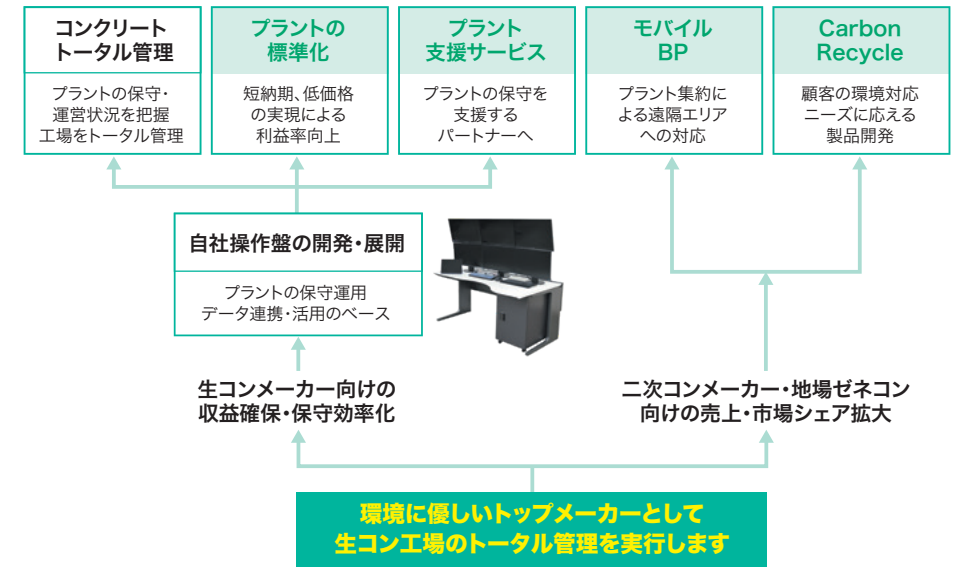 コンクリート
トータル管理
プラントの保守・
運営状況を把握
工場をトータル管理
プラントの
標準化
短納期、低価格
の実現による
利益率向上
プラント
支援サービス
プラントの保守を
支援する
パートナーへ
モバイル
BP
プラント集約に
よる遠隔エリア
への対応
Carbon
Recycle
顧客の環境対応
ニーズに応える
製品開発
自社操作盤の開発・展開
プラントの保守運用
データ連携・活用のベース
生コンメーカー向けの
収益確保・保守効率化
二次コンメーカー・地場ゼネコン
向けの売上・市場シェア拡大
環境に優しいトップメーカーとして
生コン工場のトータル管理を実行します